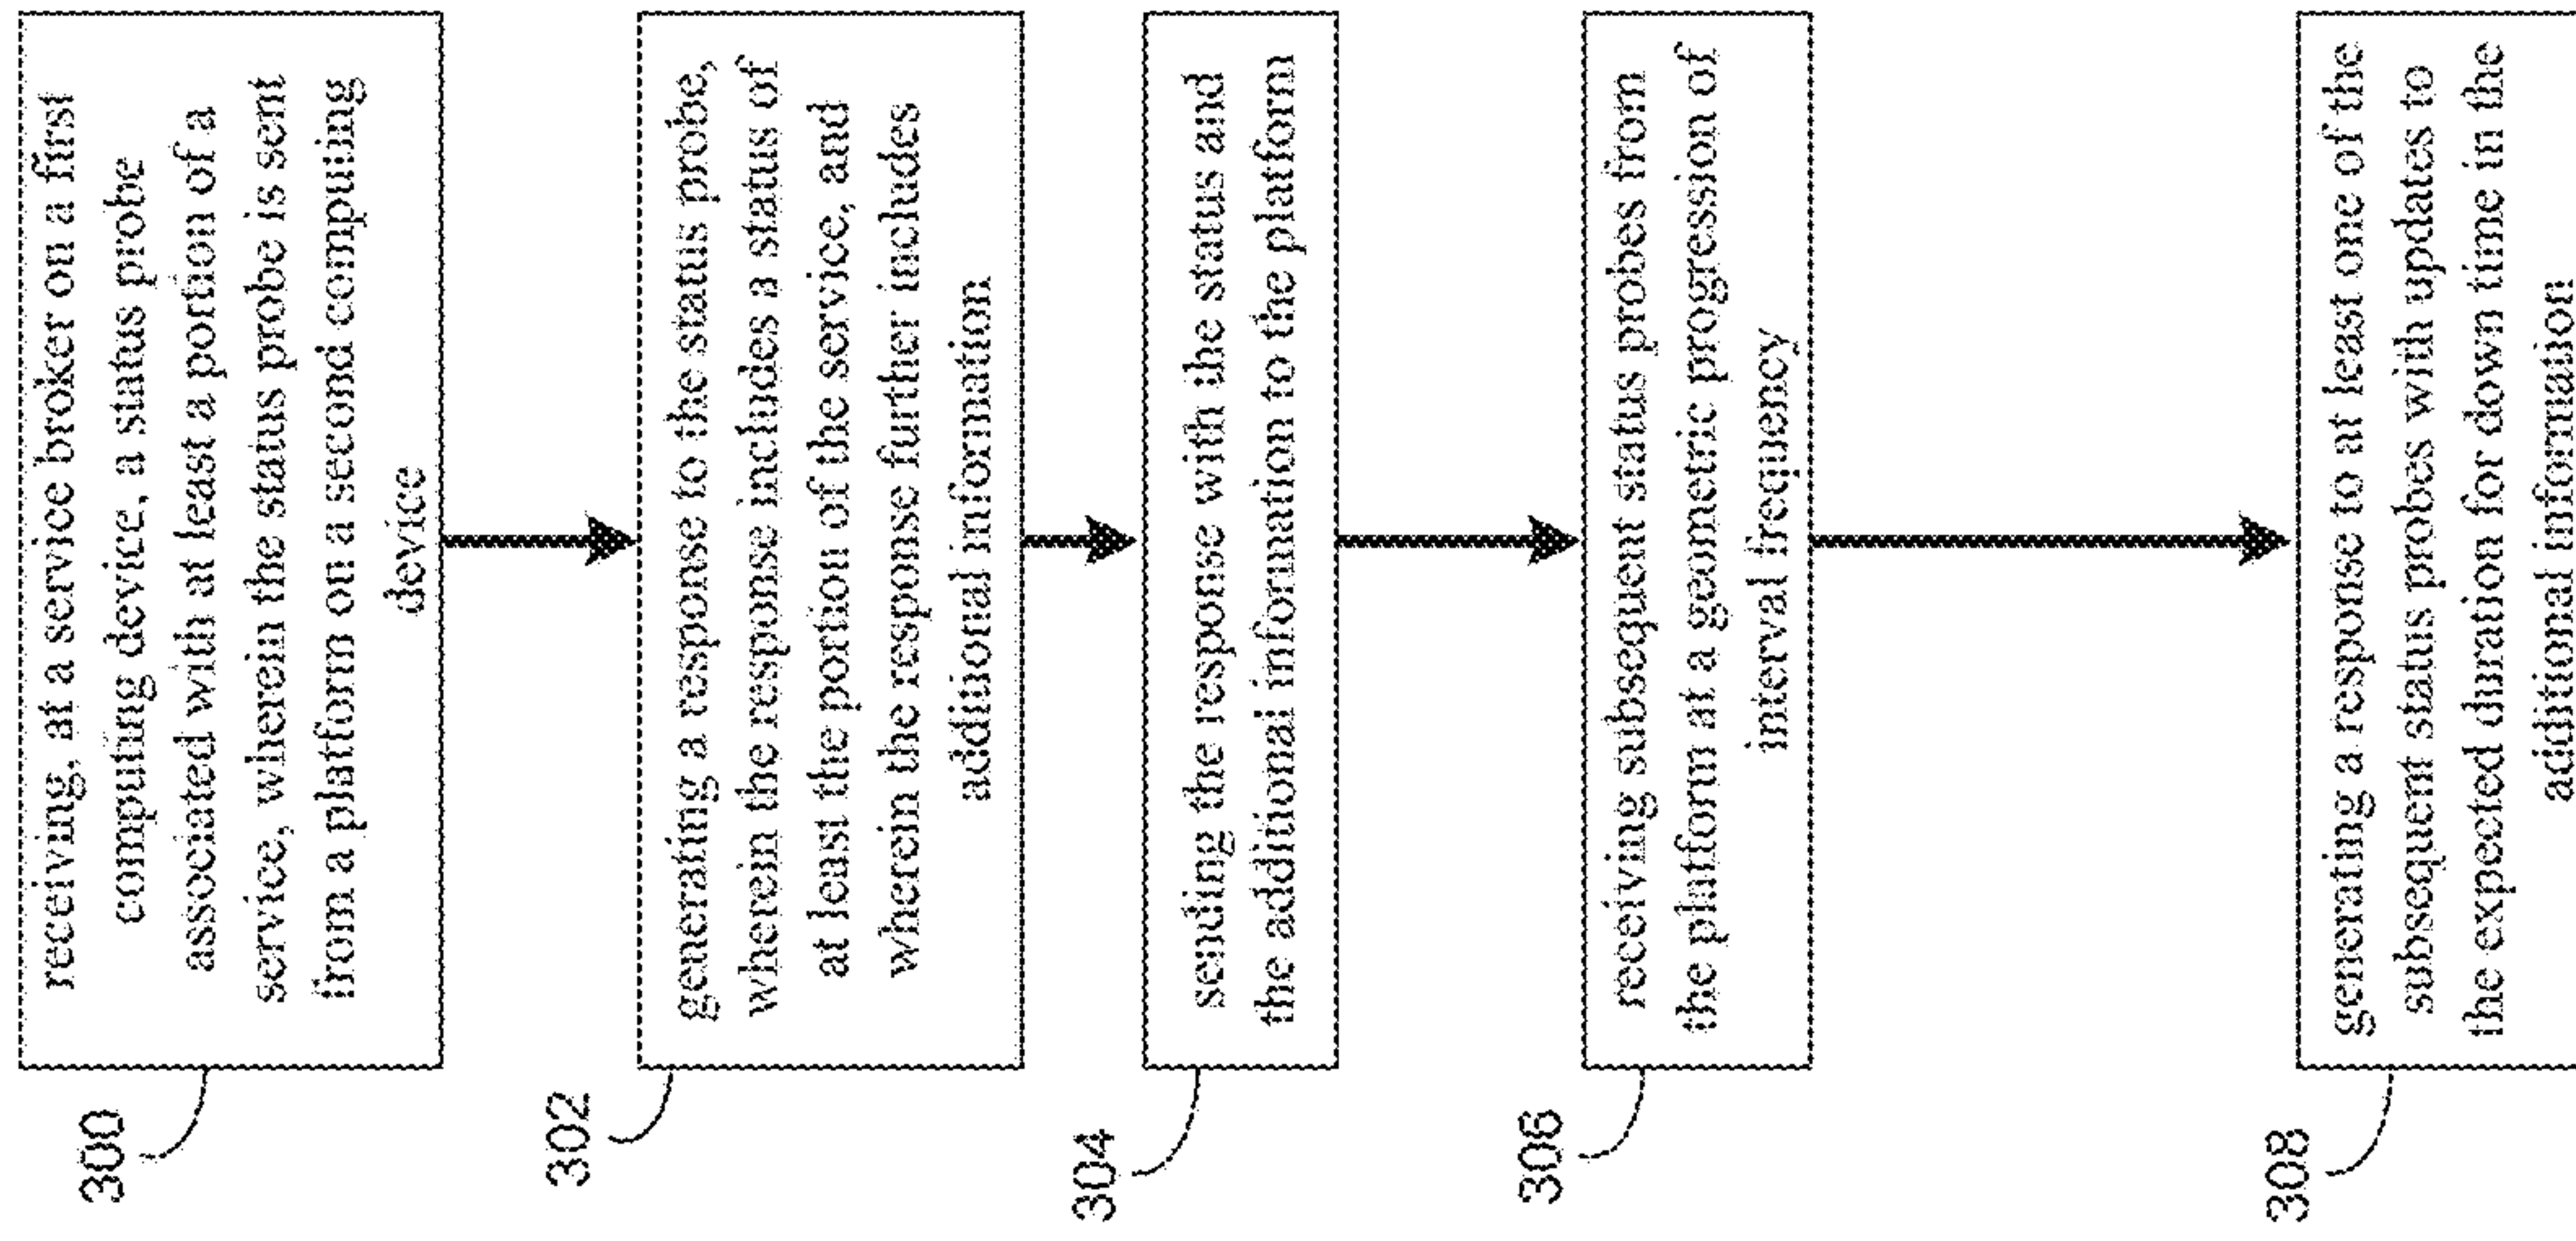 300
receiving, at a service broker on a first
computing device, a status probe
associated with at least a portion of a
service, wherein the status probe is sent
from a platform on a second computing
device
302
generating a response to the status probe,
wherein the response includes a status of
at least the portion of the service, and
wherein the response further includes
additional information
304
sending the response with the status and
the additional information to the platform
306
receiving subsequent status probes from
the platform at a geometric progression of
interval frequency
308
generating a response to at least one of the
subsequent status probes with updates to
the expected duration for down time in the
additional information